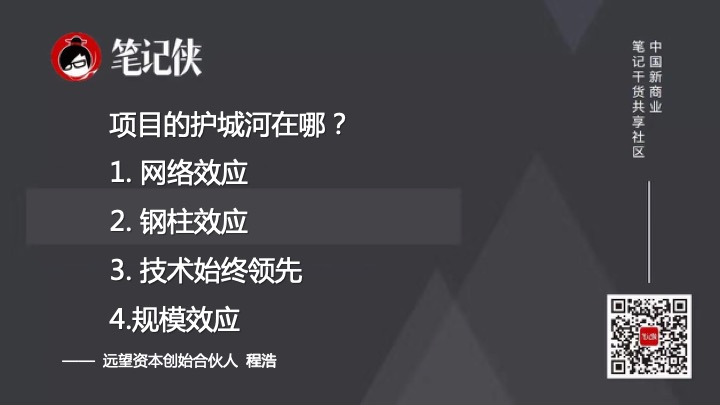 笔记侠
项目的护城河在哪？
1. 网络效应
2. 钢柱效应
3. 技术始终领先
4.规模效应
—— 远望资本创始合伙人 程浩
中国新商业
笔记干货共享社区